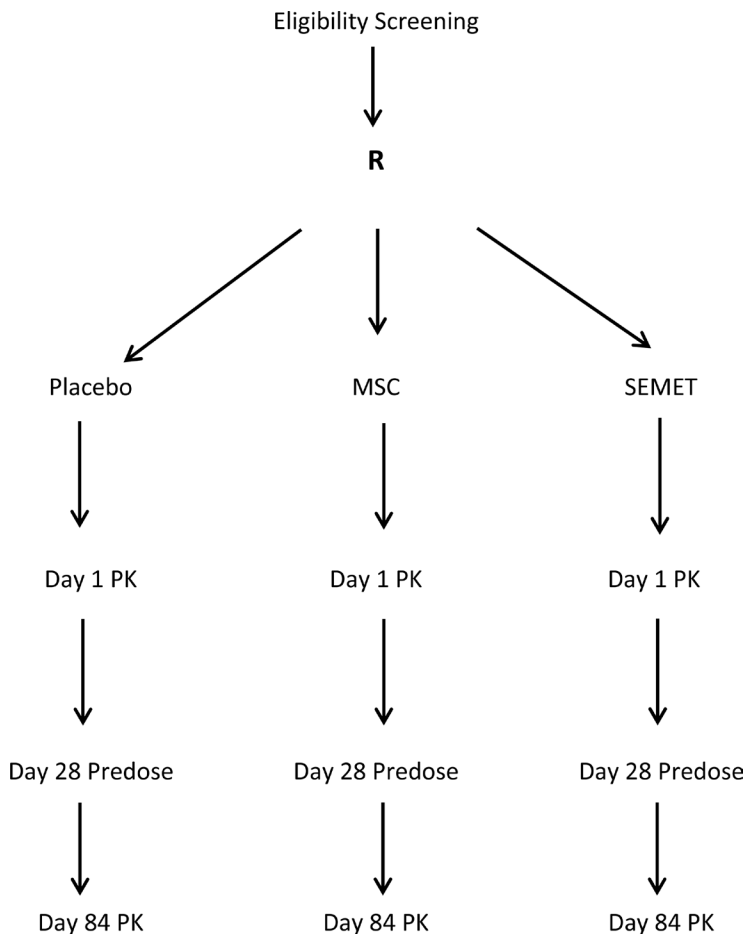 Eligibility Screening
R
Placebo
MSC
SEMET
Day 1 PK
Day 1 PK
Day 1 PK
Day 28 Predose
Day 28 Predose
Day 28 Predose
Day 84 PK
Day 84 PK
Day 84 PK